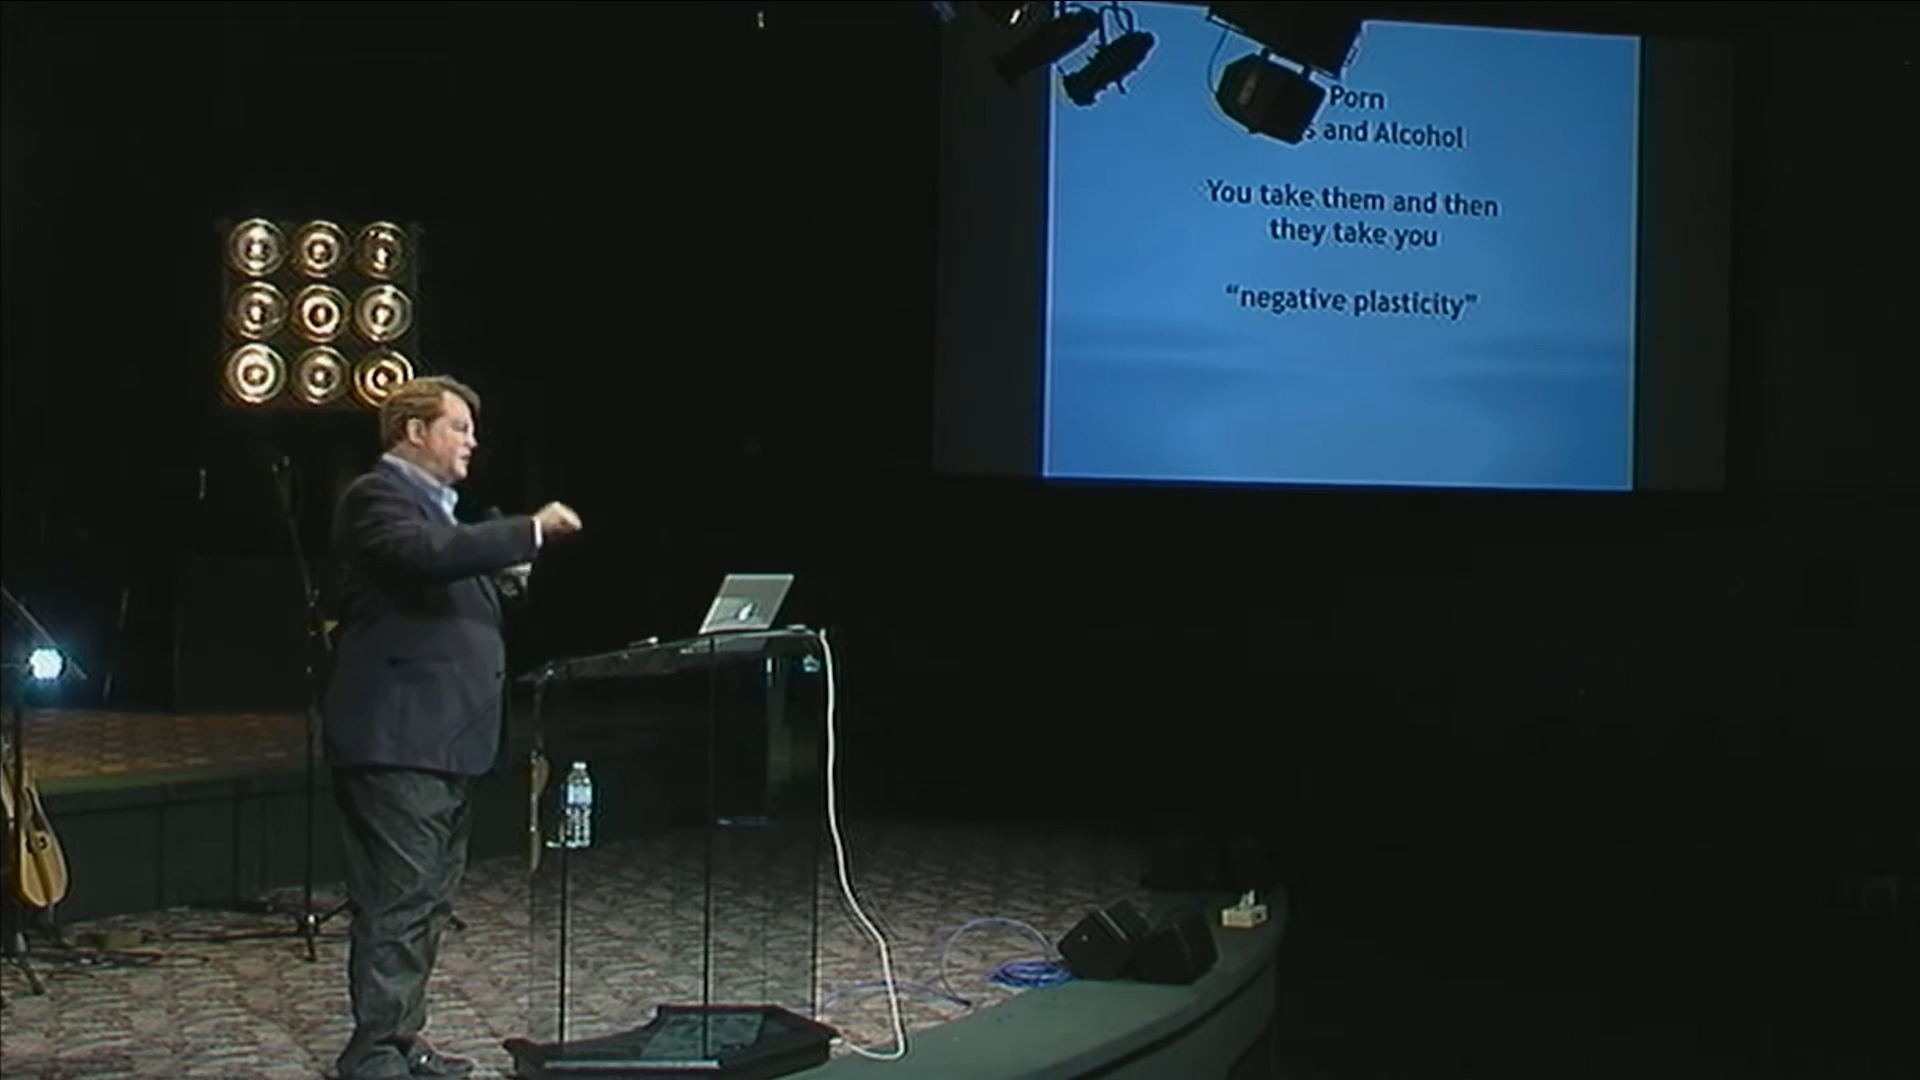 Porn
and Alcohol
You take them and then
they take you
“negative plasticity”